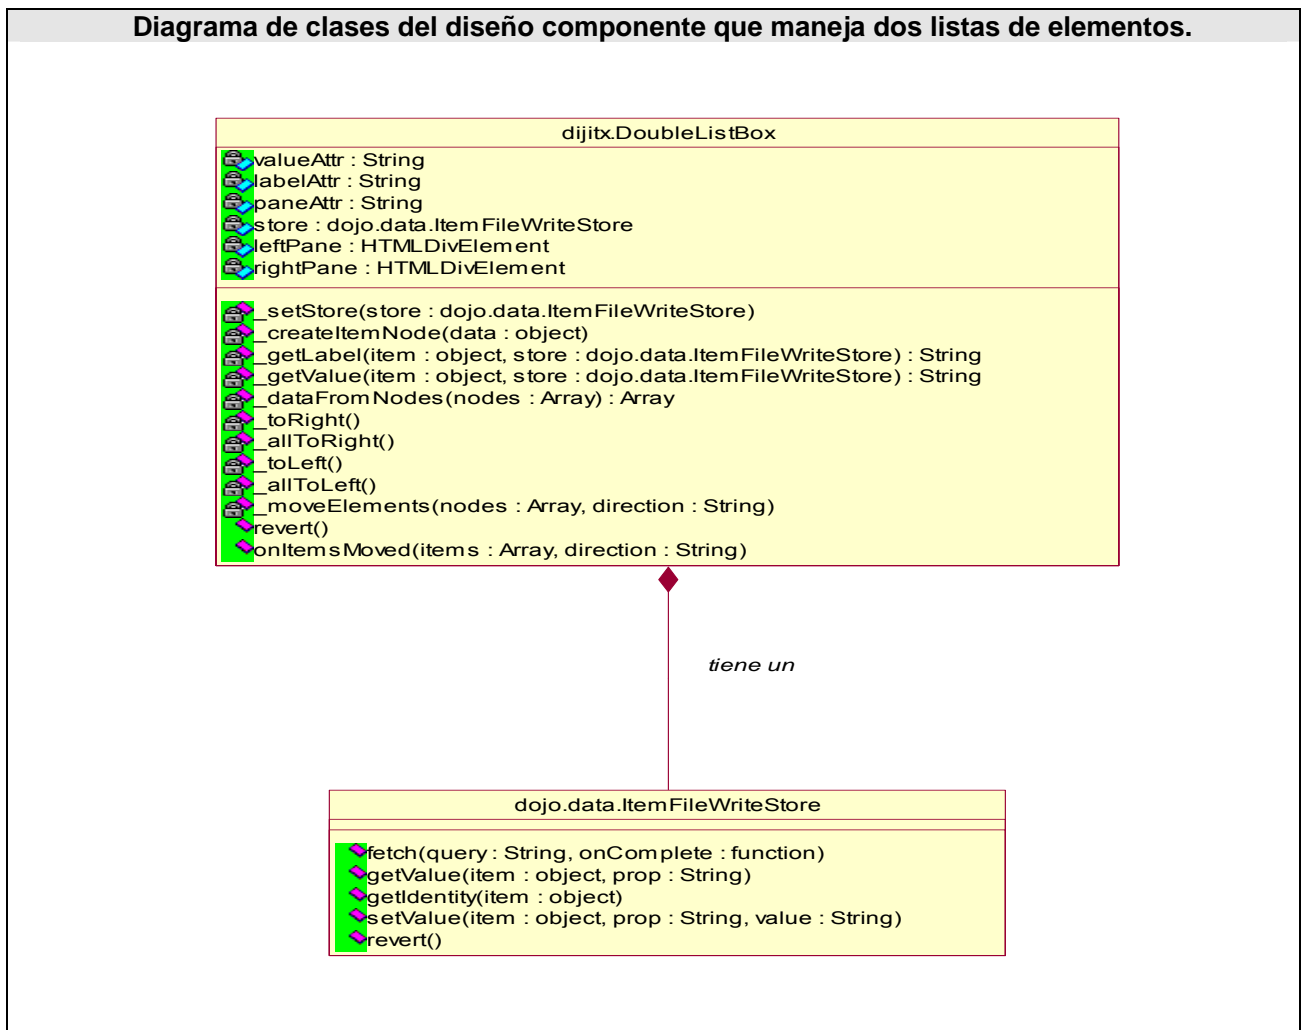 Diagrama de clases del diseño componente que maneja dos listas de elementos.
dijitx.DoubleListBox
valueAttr : String
labelAttr : String
paneAttr : String
store : dojo.data.ItemFileWriteStore
leftPane : HTMLDivElement
rightPane : HTMLDivElement
_setStore(store : dojo.data.ItemFileWriteStore)
_createItemNode(data : object)
_getLabel(item : object, store : dojo.data.ItemFileWriteStore) : String
_getValue(item : object, store : dojo.data.ItemFileWriteStore) : String
_dataFromNodes(nodes : Array) : Array
_toRight()
_allToRight()
_toLeft()
_allToLeft()
_moveElements(nodes : Array, direction : String)
revert()
onItemsMoved(items : Array, direction : String)
tiene un
dojo.data.ItemFileWriteStore
fetch(query : String, onComplete : function)
getValue(item : object, prop : String)
getIdentity(item : object)
setValue(item : object, prop : String, value : String)
revert()